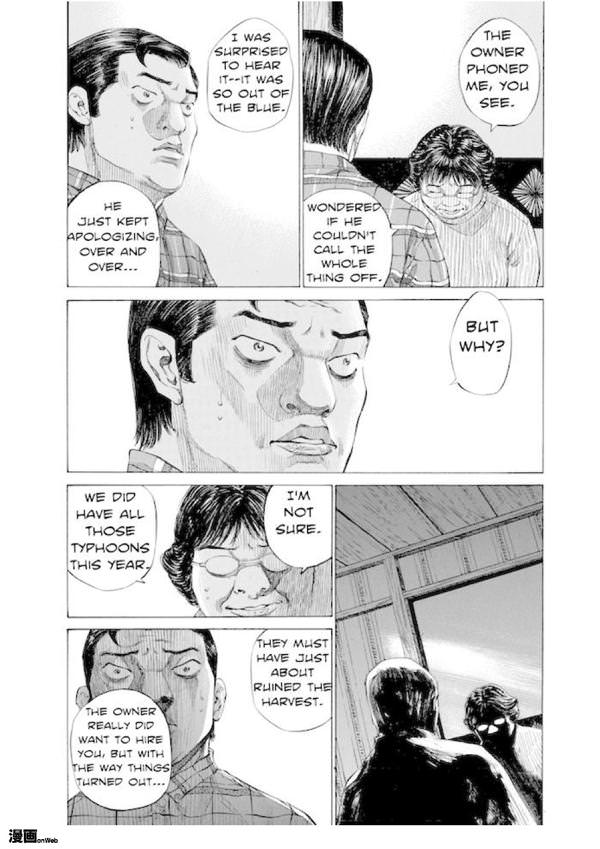 THE
OWNER
PHONED
ME, YOU
SEE.
WONDERED
IF HE
COULDN'T
CALL THE
WHOLE
THING OFF.
I WAS
SURPRISED
TO HEAR
IT--IT WAS
SO OUT OF
THE BLUE.
HE
JUST KEPT
APOLOGIZING,
OVER AND
OVER...
BUT
WHY?
I'M
NOT
SURE.
WE DID
HAVE ALL
THOSE
TYPHOONS
THIS YEAR.
THEY MUST
HAVE JUST
ABOUT
RUINED THE
HARVEST.
THE OWNER
REALLY DID
WANT TO HIRE
YOU, BUT WITH
THE WAY THINGS
TURNED OUT...
漫画onWeb